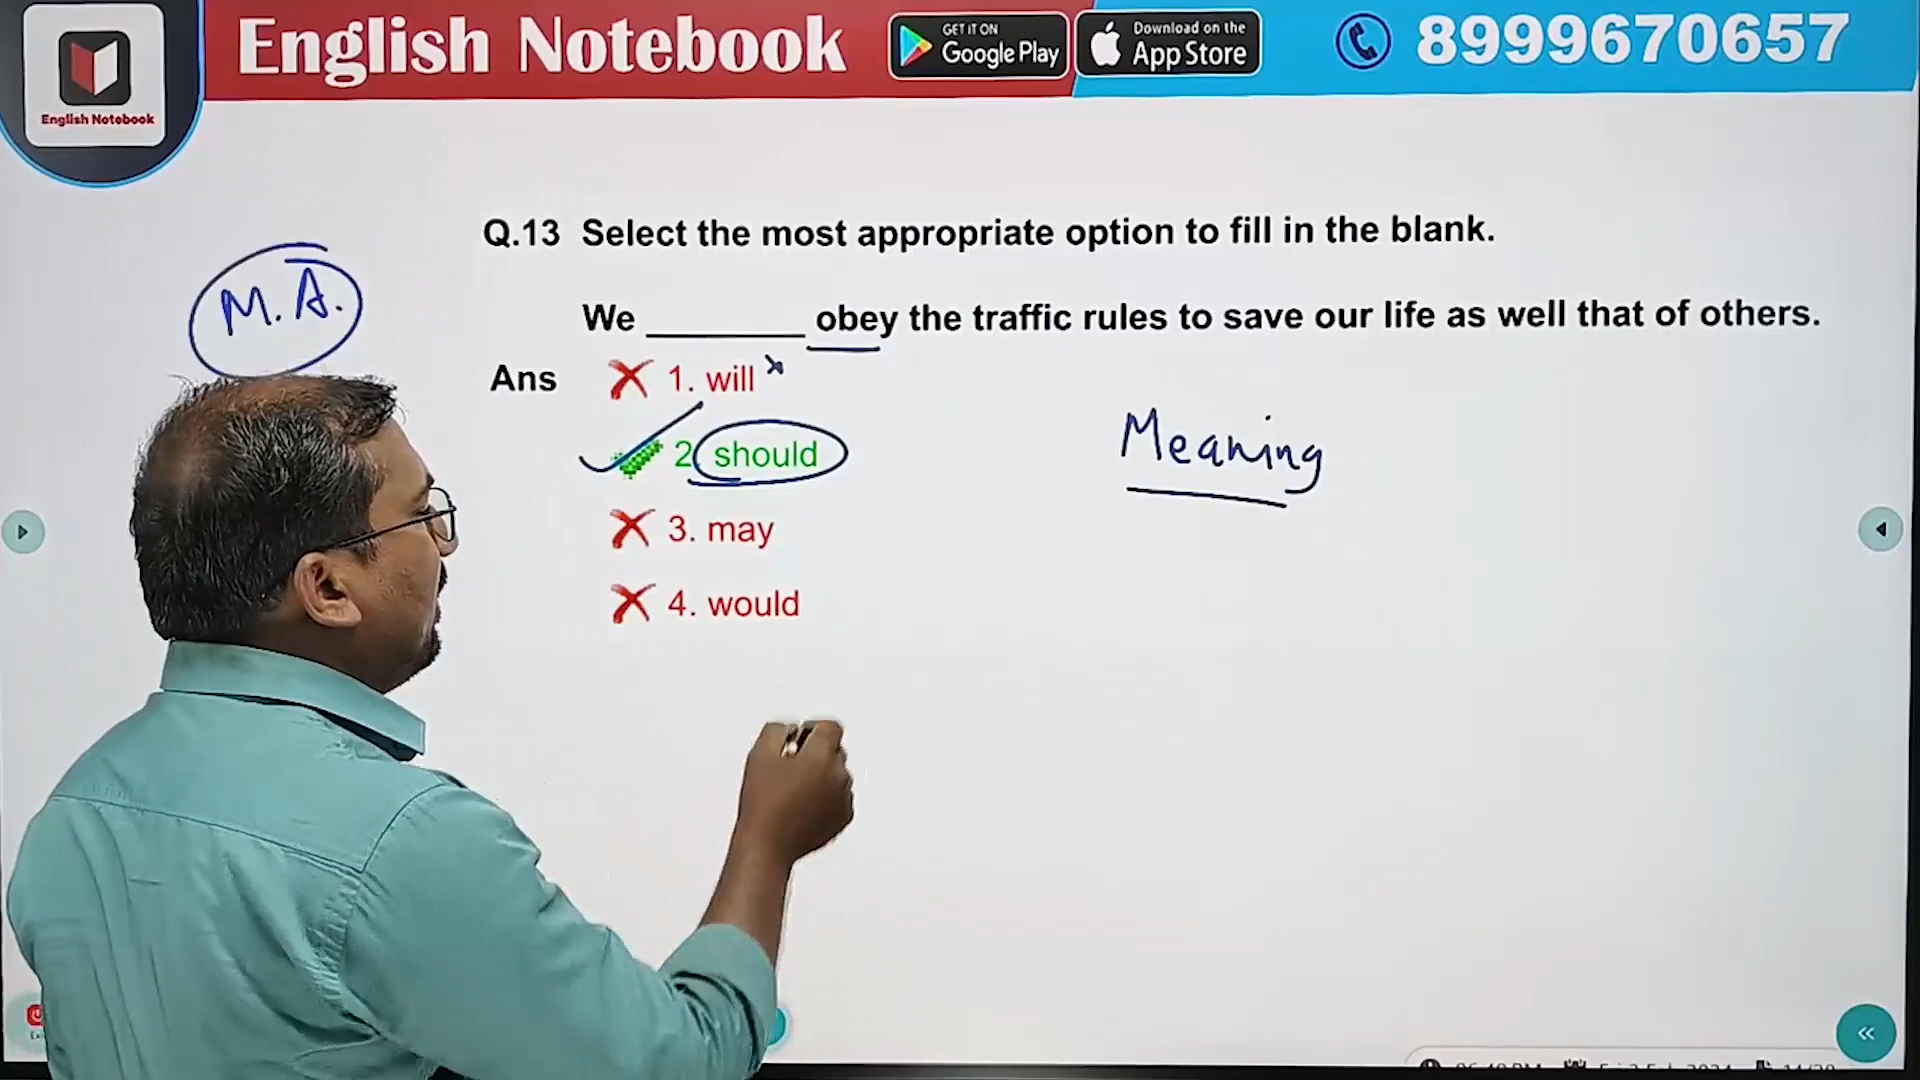 English Notebook
English Notebook
GET IT ON
Google Play
Download on the
App Store
8999670657
Q.13 Select the most appropriate option to fill in the blank.
M.A.
We ________ obey the traffic rules to save our life as well that of others.
Ans
1. will
2 should
3. may
4. would
Meaning